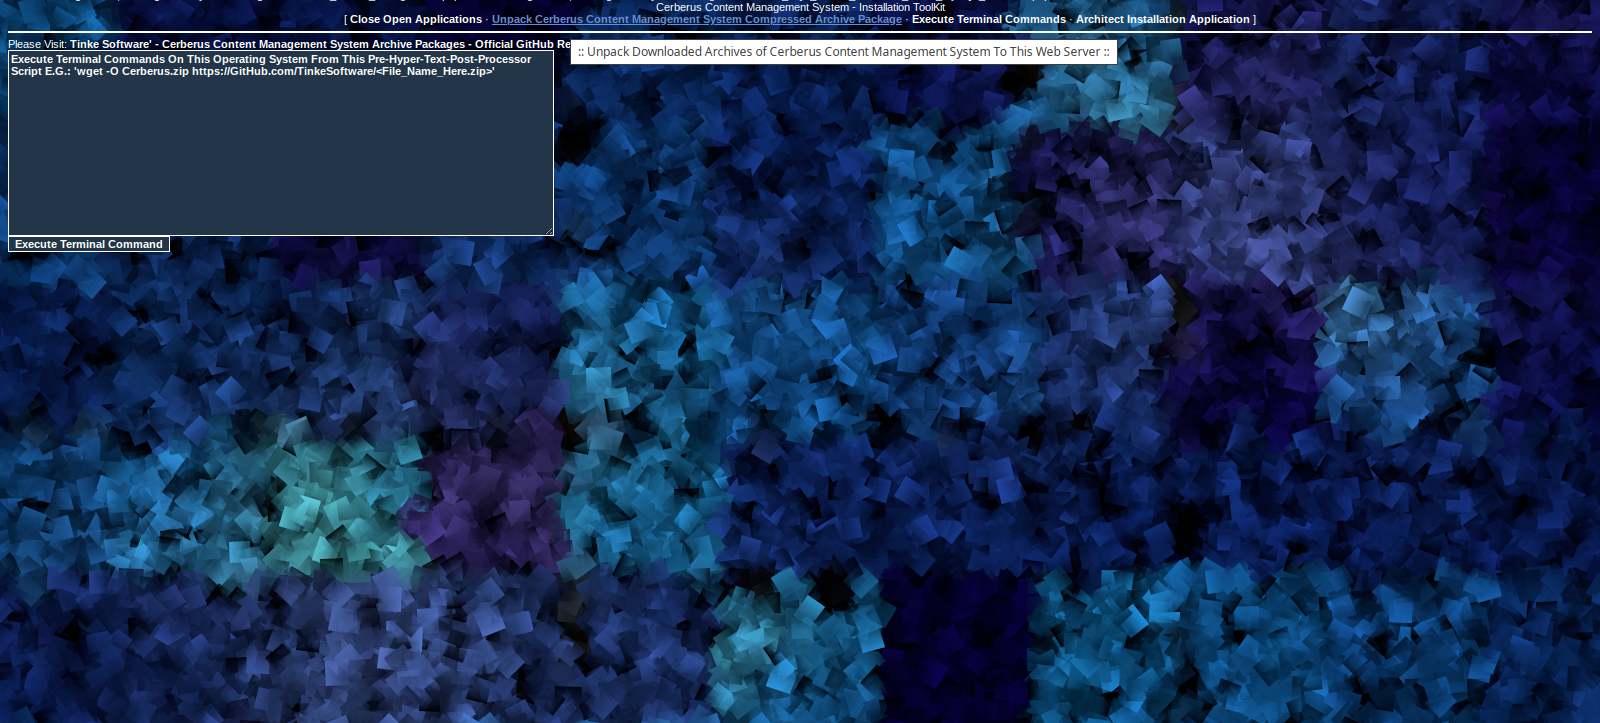 Cerberus Content Management System - Installation ToolKit
[ Close Open Applications · Unpack Cerberus Content Management System Compressed Archive Package · Execute Terminal Commands · Architect Installation Application ]
Please Visit: Tinke Software' - Cerberus Content Management System Archive Packages - Official GitHub Re
:: Unpack Downloaded Archives of Cerberus Content Management System To This Web Server ::
Execute Terminal Commands On This Operating System From This Pre-Hyper-Text-Post-Processor
Script E.G.: 'wget -O Cerberus.zip https://GitHub.com/TinkeSoftware/<File_Name_Here.zip>'
Execute Terminal Command